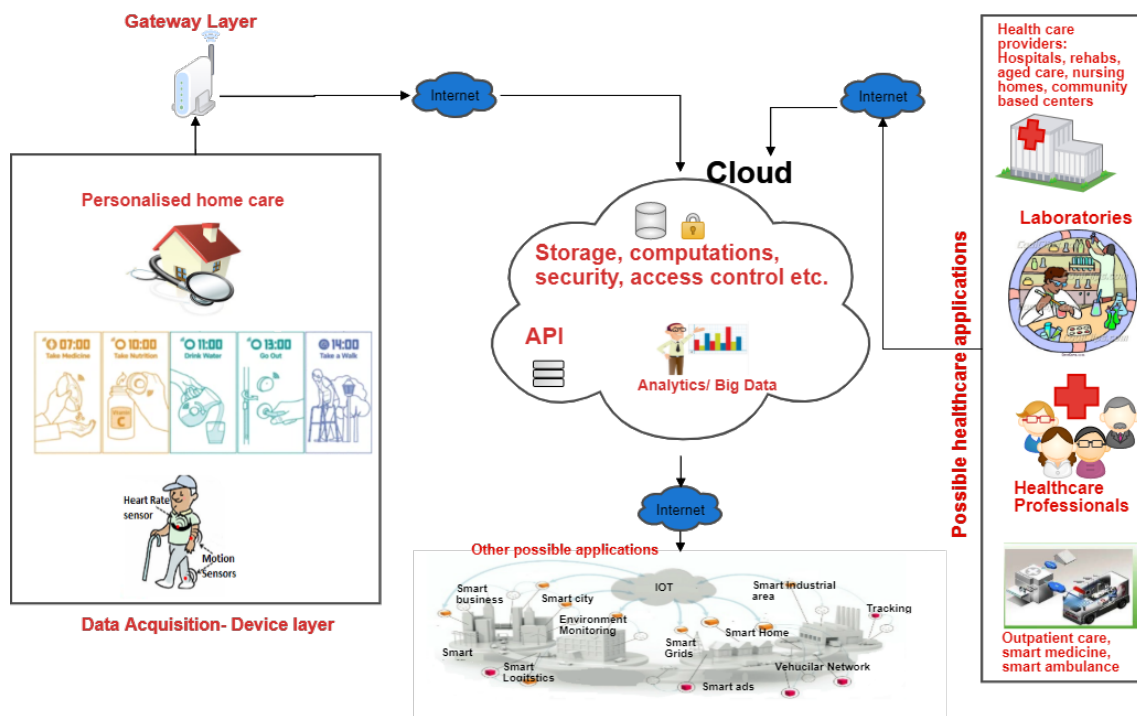 Gateway Layer
Internet
Internet
Health care
providers:
Hospitals, rehabs,
aged care, nursing
homes, community
based centers
Personalised home care
07:00
Take Medicine
10:00
Take Nutrition
11:00
Drink Water
13:00
Go Out
14:00
Take a Walk
Vitamin
C
Heart Rate
sensor
Motion
Sensors
Data Acquisition- Device layer
Cloud
Storage, computations,
security, access control etc.
API
Analytics/ Big Data
Internet
Other possible applications
IOT
Smart
business
Smart city
Environment
Monitoring
Smart
Smart
Logitstics
Smart
Grids
Smart Home
Smart industrial
area
Tracking
Vehucilar Network
Smart ads
Possible healthcare applications
Laboratories
Healthcare
Professionals
Outpatient care,
smart medicine,
smart ambulance